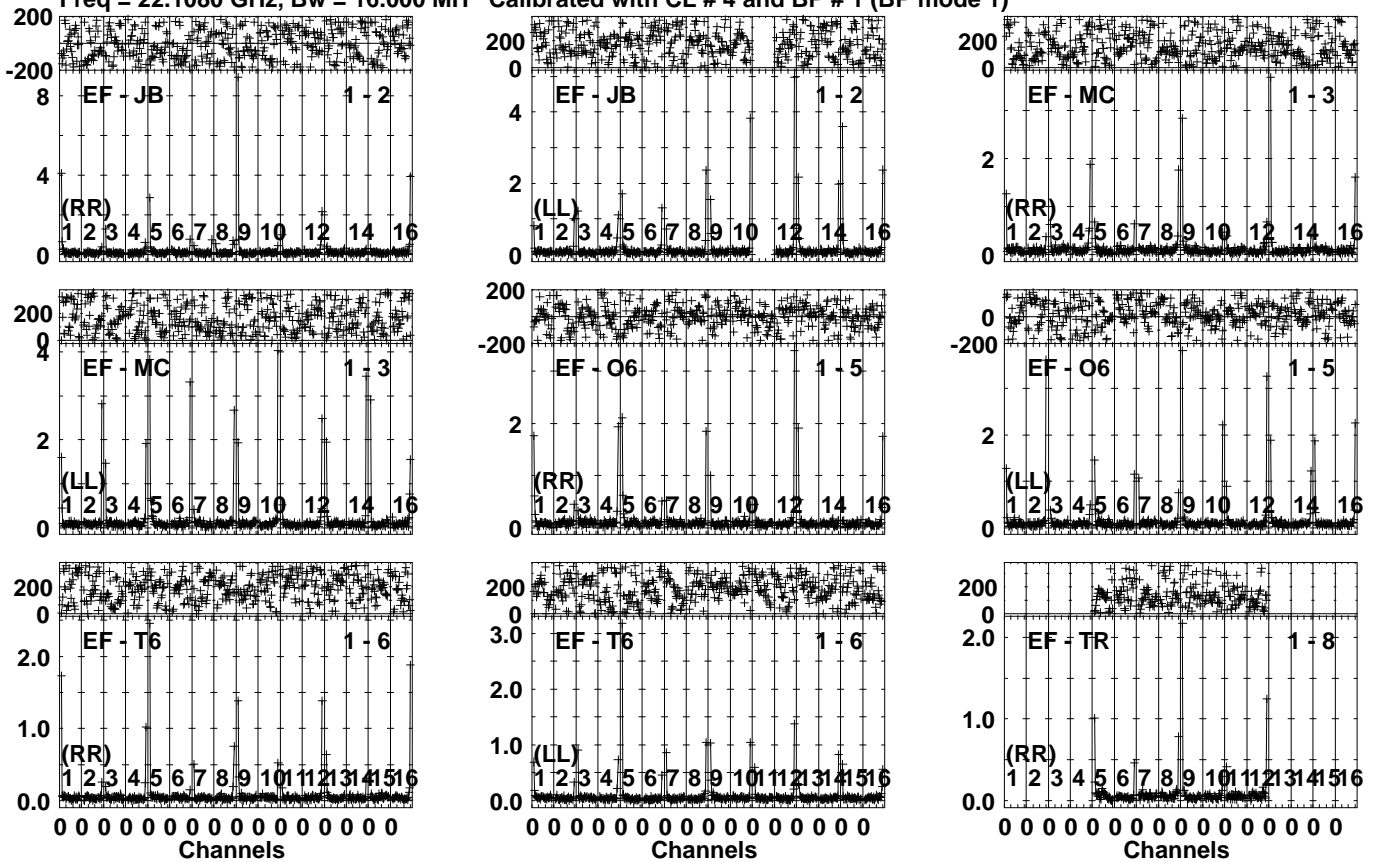 Freq = 22.1080 GHz, Bw = 16.000 MH Calibrated with CL # 4 and BP # 1 (BP mode 1)
200
-200
8
4
0
EF - JB 1 - 2
(RR)
1 2 3 4 5 6 7 8 9 10 12 14 16
200
0
4
2
0
EF - JB 1 - 2
(LL)
1 2 3 4 5 6 7 8 9 10 11 12 14 16
200
0
2
0
EF - MC 1 - 3
(RR)
1 2 3 4 5 6 7 8 9 10 12 14 16
200
0
4
2
0
EF - MC 1 - 3
(LL)
1 2 3 4 5 6 7 8 9 10 12 14 16
200
-200
2
0
EF - O6 1 - 5
(RR)
1 2 3 4 5 6 7 8 9 10 12 14 16
0
-200
2
0
EF - O6 1 - 5
(LL)
1 2 3 4 5 6 7 8 9 10 12 14 16
200
0
2.0
1.0
0.0
EF - T6 1 - 6
(RR)
1 2 3 4 5 6 7 8 9 10 11 12 13 14 15 16
0 0 0 0 0 0 0 0 0 0 0 0 0 0 0 0
Channels
200
0
3.0
2.0
1.0
0.0
EF - T6 1 - 6
(LL)
1 2 3 4 5 6 7 8 9 10 11 12 13 14 15 16
0 0 0 0 0 0 0 0 0 0 0 0 0 0 0 0
Channels
200
0
2.0
1.0
0.0
EF - TR 1 - 8
(RR)
1 2 3 4 5 6 7 8 9 10 11 12 13 14 15 16
0 0 0 0 0 0 0 0 0 0 0 0 0 0 0 0
Channels